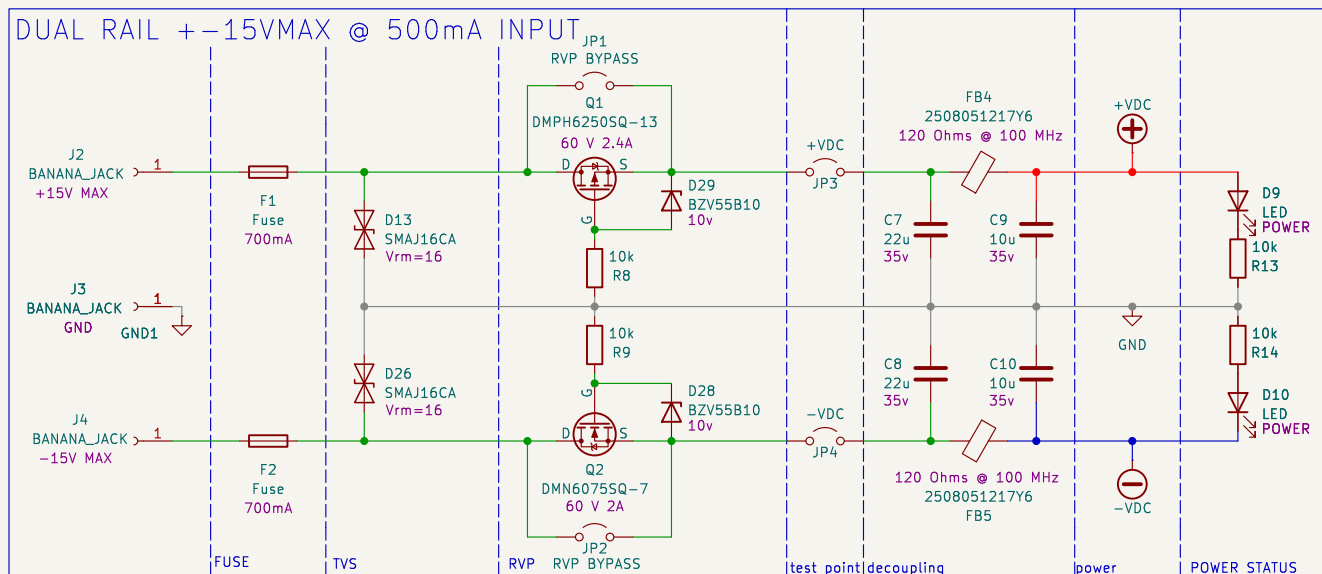 DUAL RAIL +-15VMAX @ 500mA INPUT
JP1
RVP BYPASS
Q1
DMPH6250SQ-13
60 V 2.4A
D
S
G
J2
BANANA_JACK
+15V MAX
1
F1
Fuse
700mA
D13
SMAJ16CA
Vrm=16
D29
BZV55B10
10v
10k
R8
+VDC
JP3
FB4
2508051217Y6
120 Ohms @ 100 MHz
C7
22u
35v
C9
10u
35v
+VDC
D9
LED
POWER
10k
R13
J3
BANANA_JACK
GND
1
GND1
GND
10k
R9
10k
R14
D26
SMAJ16CA
Vrm=16
G
D
S
D28
BZV55B10
10v
C8
22u
35v
C10
10u
35v
D10
LED
POWER
J4
BANANA_JACK
-15V MAX
1
F2
Fuse
700mA
Q2
DMN6075SQ-7
60 V 2A
JP2
RVP BYPASS
-VDC
JP4
120 Ohms @ 100 MHz
2508051217Y6
FB5
-VDC
FUSE
TVS
RVP
test point
decoupling
power
POWER STATUS